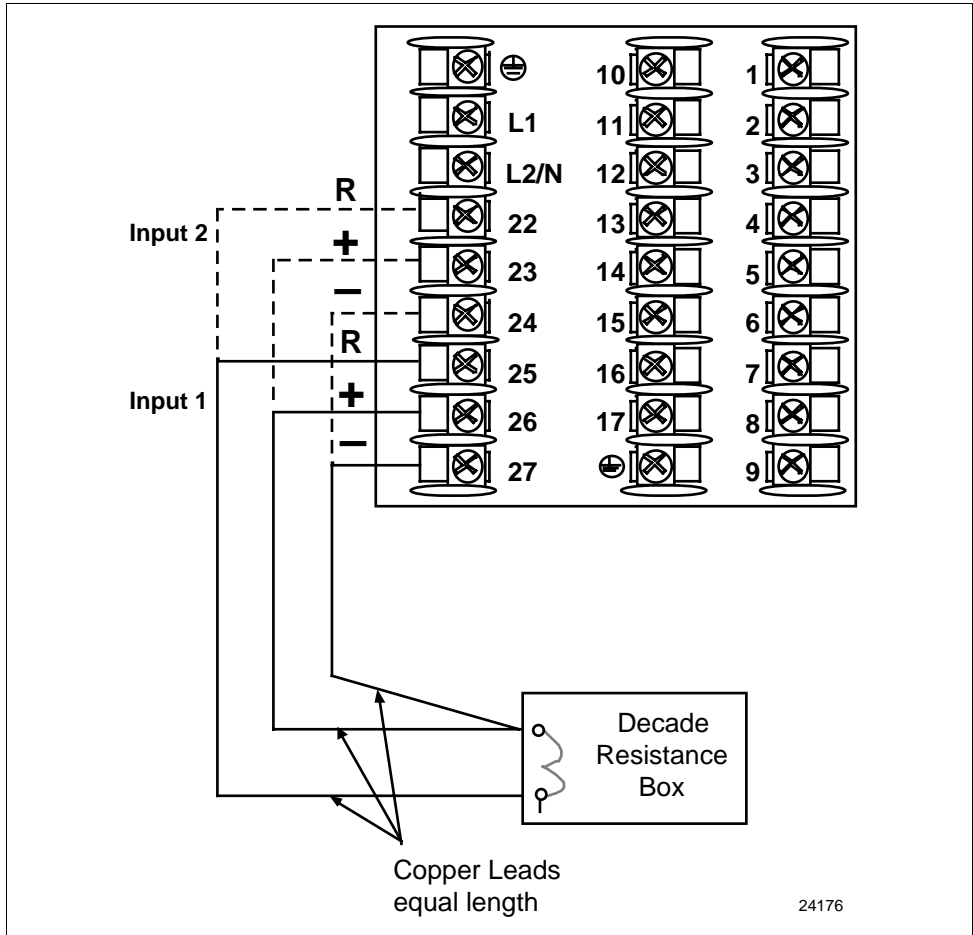 10 1
L1 11 2
L2/N 12 3
R
Input 2 22 13 4
+
23 14 5
–
24 15 6
R
25 16 7
Input 1 +
26 17 8
–
27 9
Decade
Resistance
Box
Copper Leads
equal length
24176